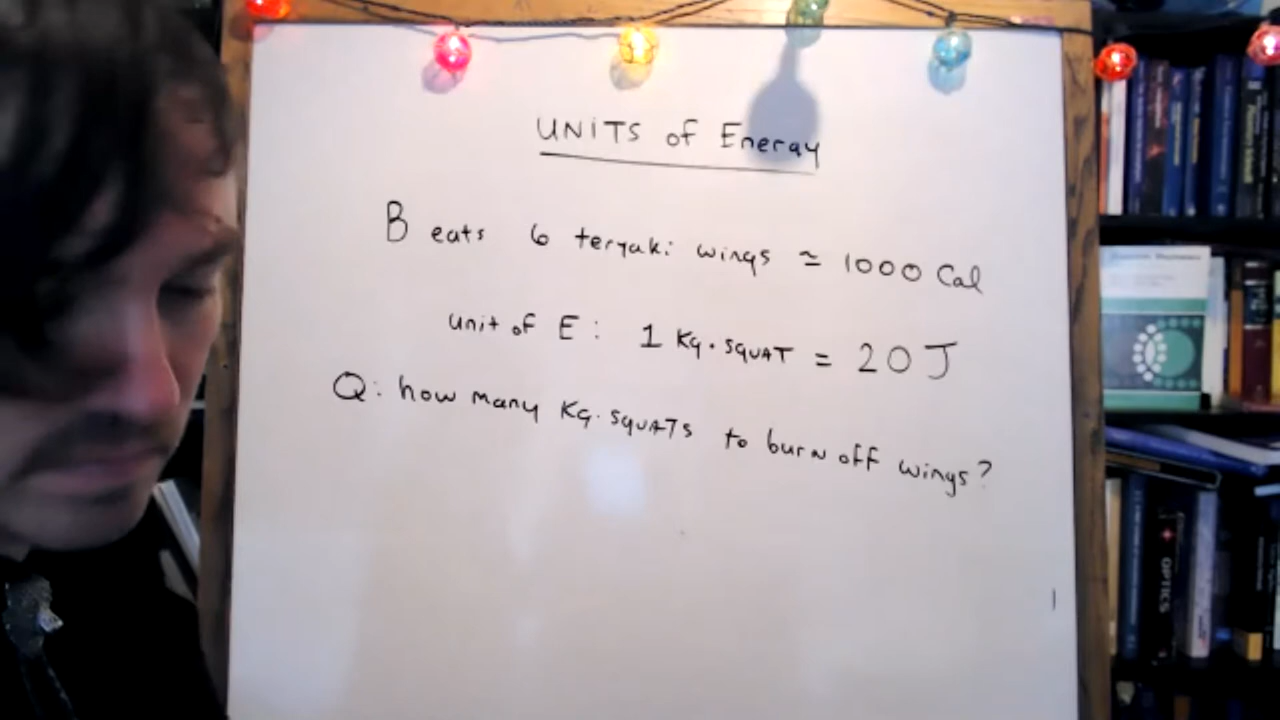 UNITS of Energy
B eats 6 teryaki wings ≃ 1000 Cal
unit of E: 1 Kg·SQUAT = 20 J
Q: how many Kg·SQUATS to burn off wings?
OPTICS